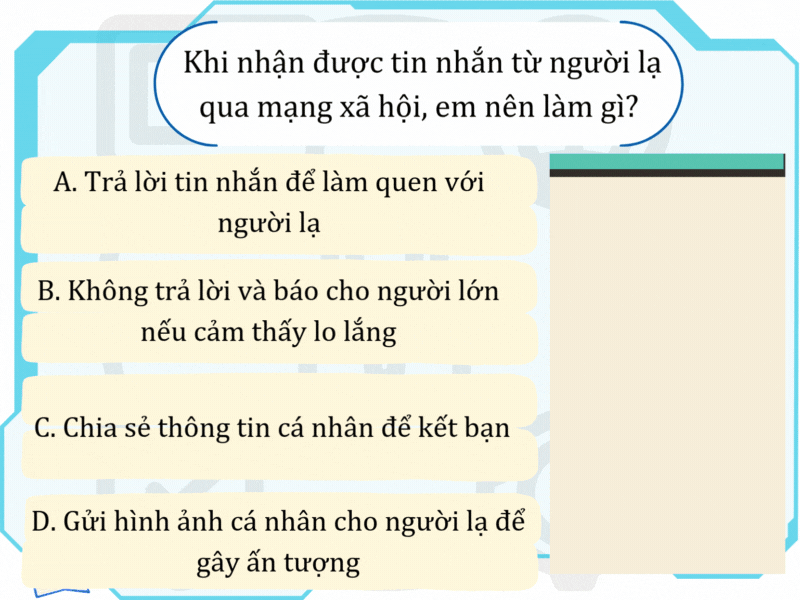 Khi nhận được tin nhắn từ người lạ
qua mạng xã hội, em nên làm gì?
A. Trả lời tin nhắn để làm quen với
người lạ
B. Không trả lời và báo cho người lớn
nếu cảm thấy lo lắng
C. Chia sẻ thông tin cá nhân để kết bạn
D. Gửi hình ảnh cá nhân cho người lạ để
gây ấn tượng